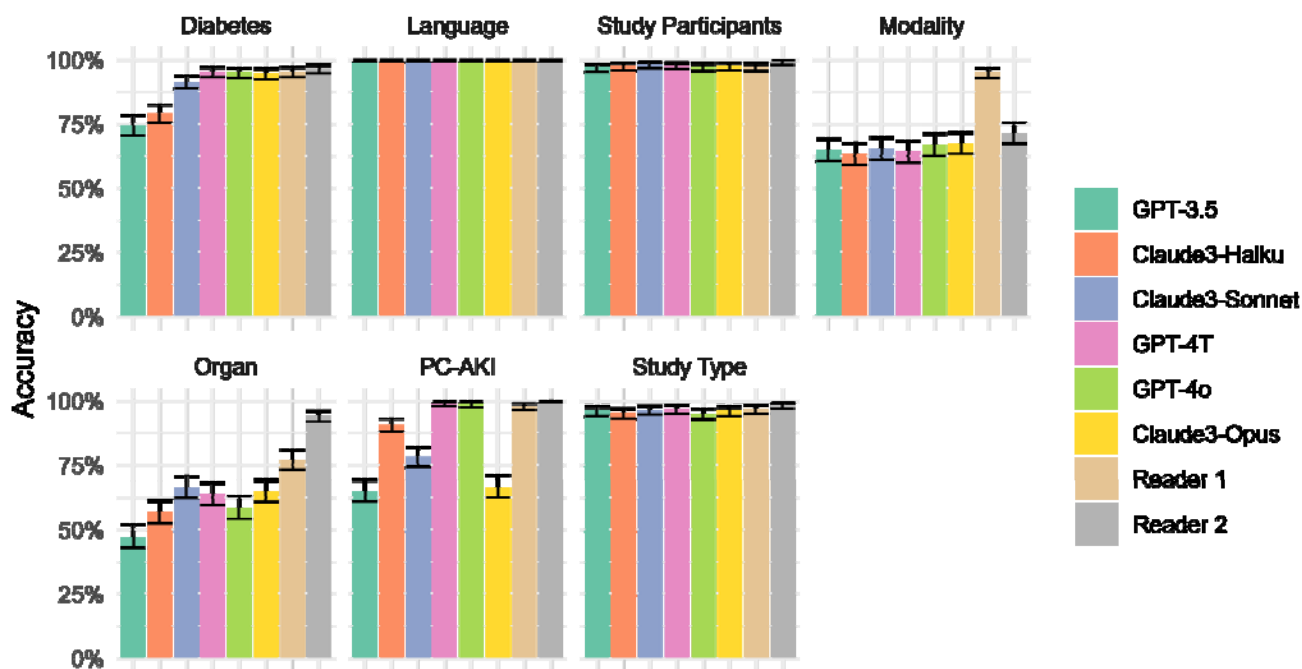 Diabetes
Language
Study Participants
Modality
100%
75%
50%
25%
0%
Organ
PC-AKI
Study Type
100%
75%
50%
25%
0%
Accuracy
GPT-3.5
Claude3-Haiku
Claude3-Sonnet
GPT-4T
GPT-4o
Claude3-Opus
Reader 1
Reader 2